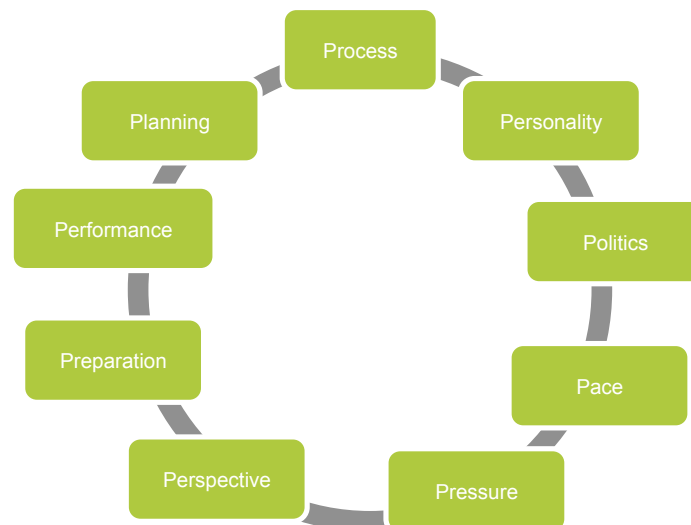 Process
Personality
Politics
Pace
Pressure
Perspective
Preparation
Performance
Planning